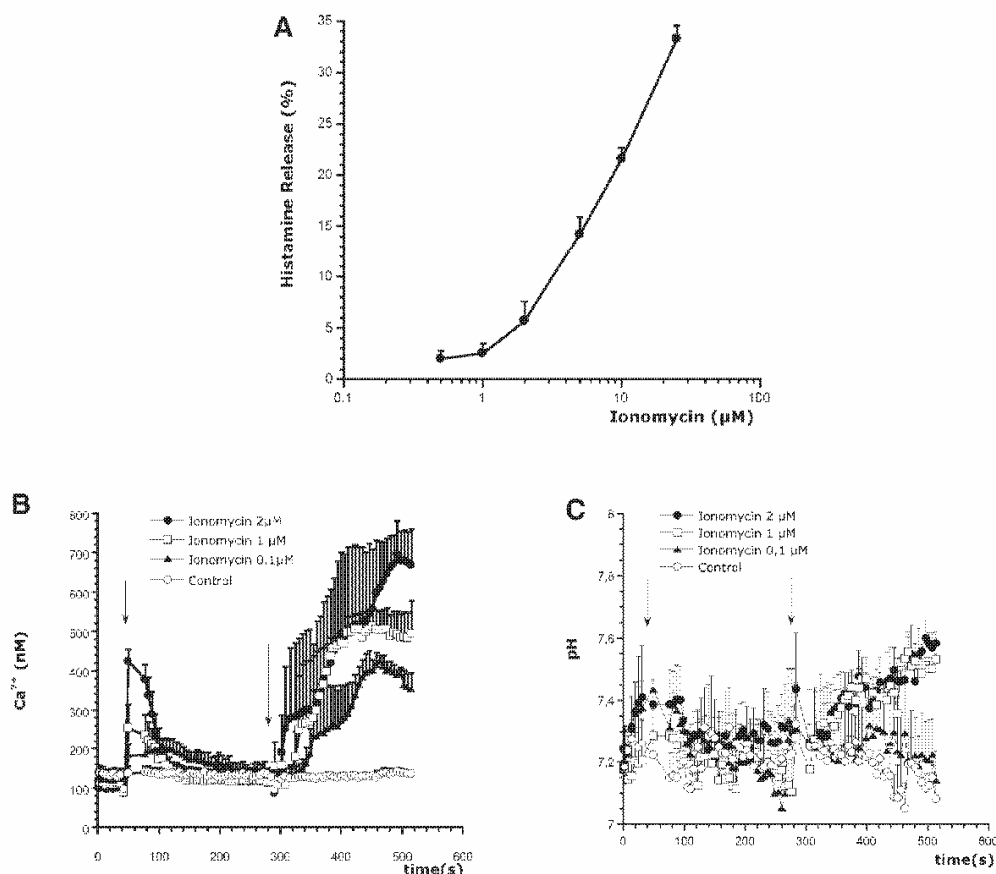 A
Histamine Release (%)
35
30
25
20
15
10
5
0
0.1
1
10
100
Ionomycin (µM)
B
Ca²⁺ (nM)
800
700
600
500
400
300
200
100
0
Ionomycin 2µM
Ionomycin 1 µM
Ionomycin 0.1µM
Control
0
100
200
300
400
500
600
time(s)
C
pH
8
7,8
7,6
7,4
7,2
7
Ionomycin 2 µM
Ionomycin 1 µM
Ionomycin 0,1 µM
Control
0
100
200
300
400
500
600
time(s)